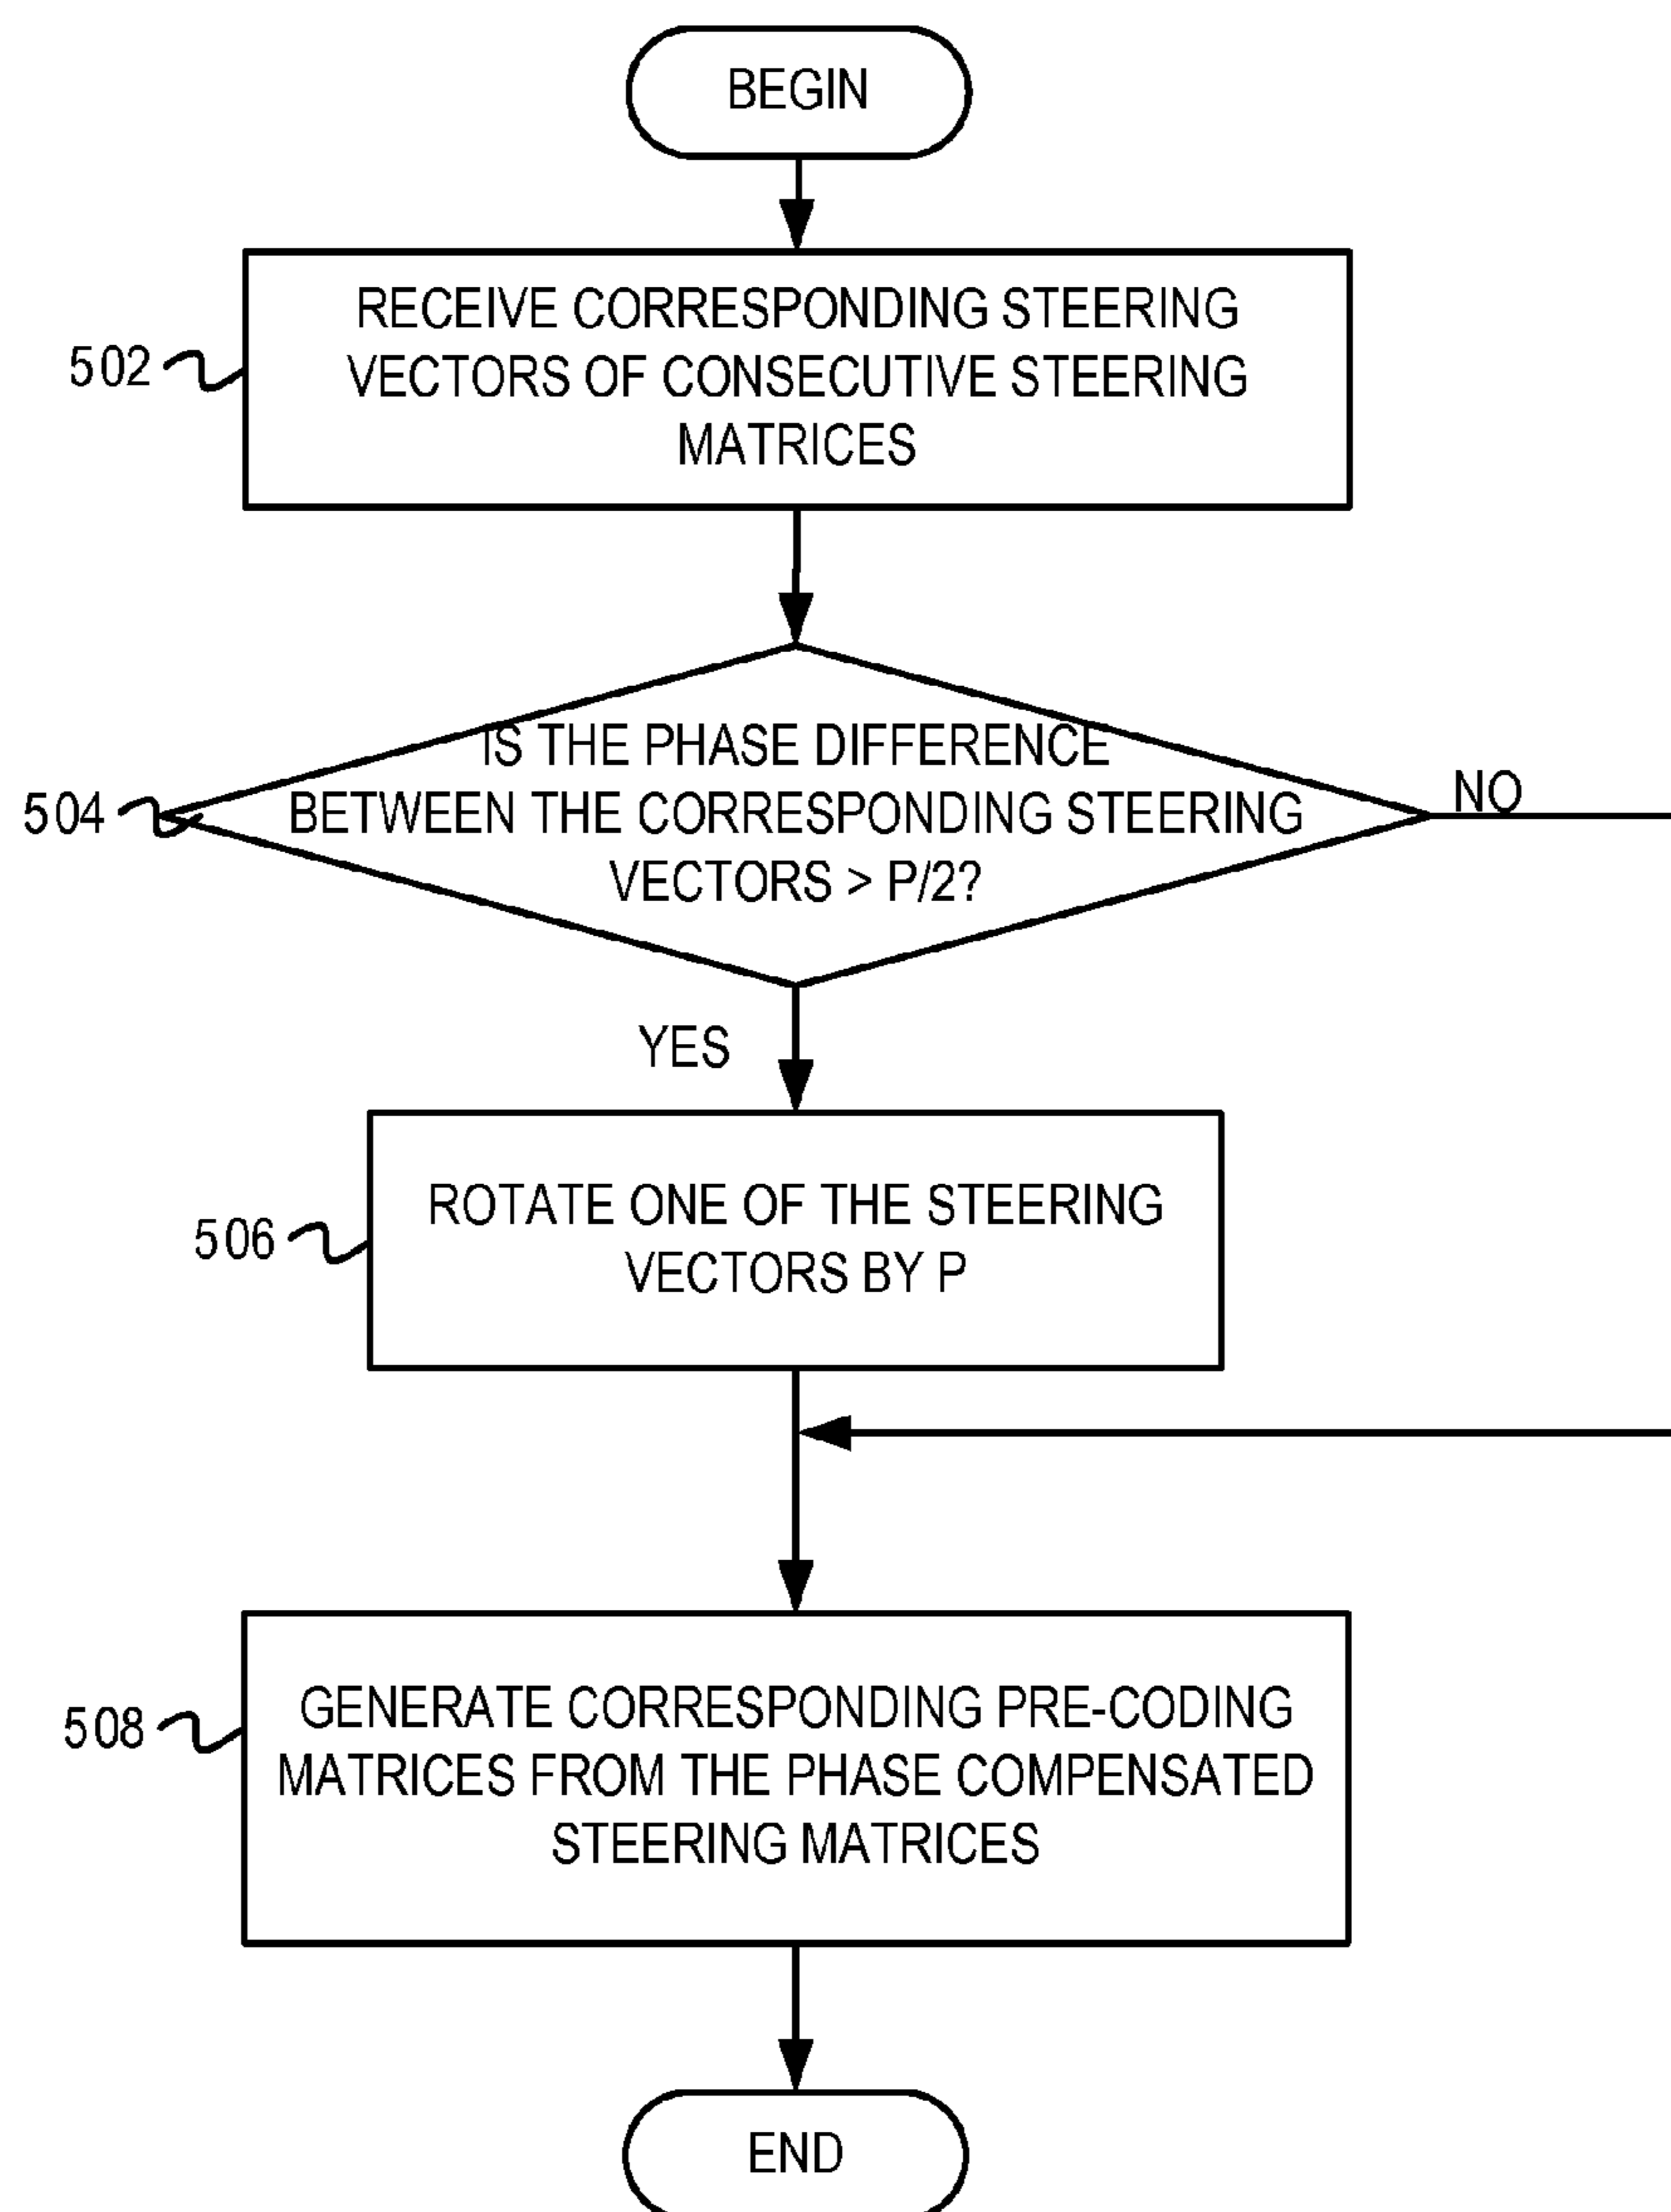 BEGIN
RECEIVE CORRESPONDING STEERING
VECTORS OF CONSECUTIVE STEERING
MATRICES
502
IS THE PHASE DIFFERENCE
BETWEEN THE CORRESPONDING STEERING
VECTORS > P/2?
504
NO
YES
ROTATE ONE OF THE STEERING
VECTORS BY P
506
GENERATE CORRESPONDING PRE-CODING
MATRICES FROM THE PHASE COMPENSATED
STEERING MATRICES
508
END